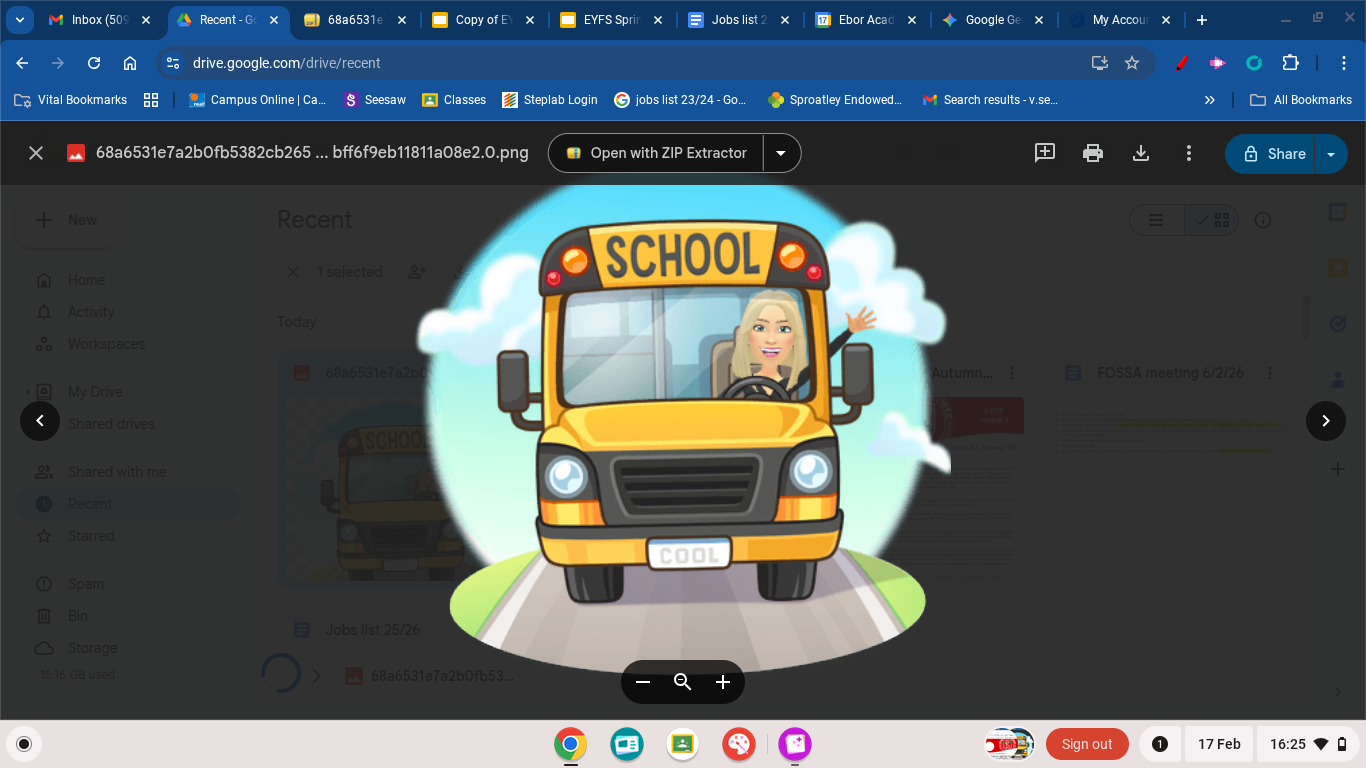 Inbox (509
Recent - Go
68a6531e
Copy of EY
EYFS Sprin
Jobs list 2
Ebor Acad
Google Ge
My Accou
drive.google.com/drive/recent
Vital Bookmarks
Campus Online | Ca...
Seesaw
Classes
Steplab Login
jobs list 23/24 - Go...
Sproatley Endowed...
Search results - v.se...
All Bookmarks
68a6531e7a2b0fb5382cb265 ... bff6f9eb11811a08e2.0.png
Open with ZIP Extractor
Share
New
Recent
1 selected
Home
Activity
Workspaces
Today
My Drive
Shared drives
Shared with me
Recent
Starred
Spam
Bin
Storage
15.16 GB used
68a6531e7a2b0
Autumn...
FOSSA meeting 6/2/26
SCHOOL
SCHOOL
COOL
Jobs list 25/26
68a6531e7a2b0fb53...
Sign out
1
17 Feb
16:25